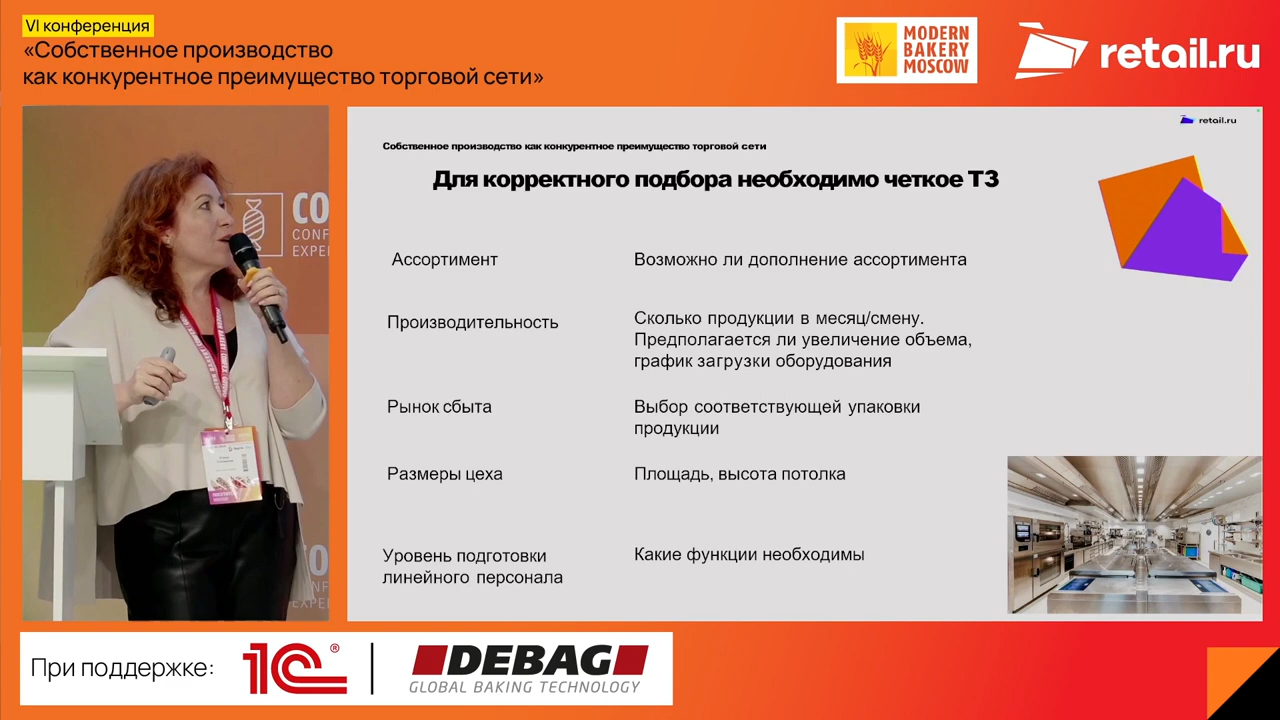 VI конференция
«Собственное производство
как конкурентное преимущество торговой сети»
MODERN
BAKERY
MOSCOW
retail.ru
CO
CONF
EXPE
retail.ru
Собственное производство как конкурентное преимущество торговой сети
Для корректного подбора необходимо четкое ТЗ
Ассортимент
Возможно ли дополнение ассортимента
Производительность
Сколько продукции в месяц/смену.
Предполагается ли увеличение объема,
график загрузки оборудования
Рынок сбыта
Выбор соответствующей упаковки
продукции
Размеры цеха
Площадь, высота потолка
Уровень подготовки
линейного персонала
Какие функции необходимы
При поддержке:
1С®
DEBAG
GLOBAL BAKING TECHNOLOGY